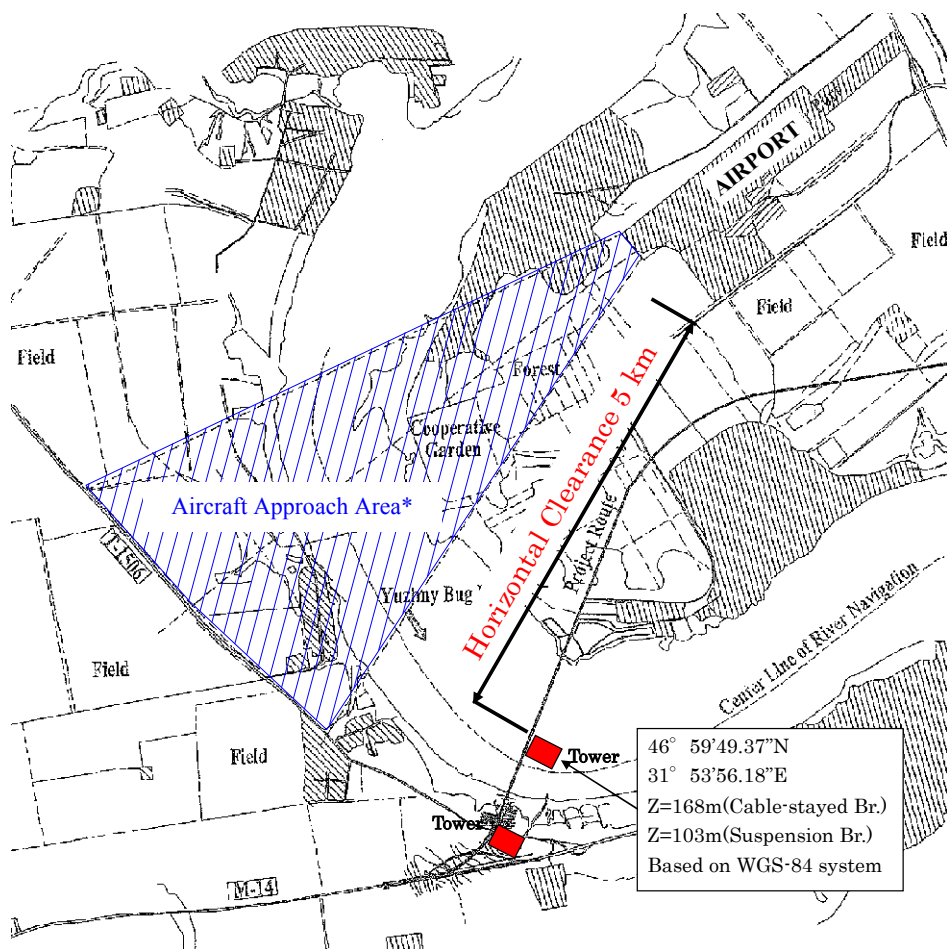 AIRPORT
Field
Field
Field
Forest
Cooperative
Garden
Horizontal Clearance 5 km
Aircraft Approach Area*
T-1506
Project Route
Yuzhny Bug
Center Line of River Navigation
Field
Field
Tower
46° 59'49.37"N
31° 53'56.18"E
Z=168m(Cable-stayed Br.)
Z=103m(Suspension Br.)
Based on WGS-84 system
Tower
M-14